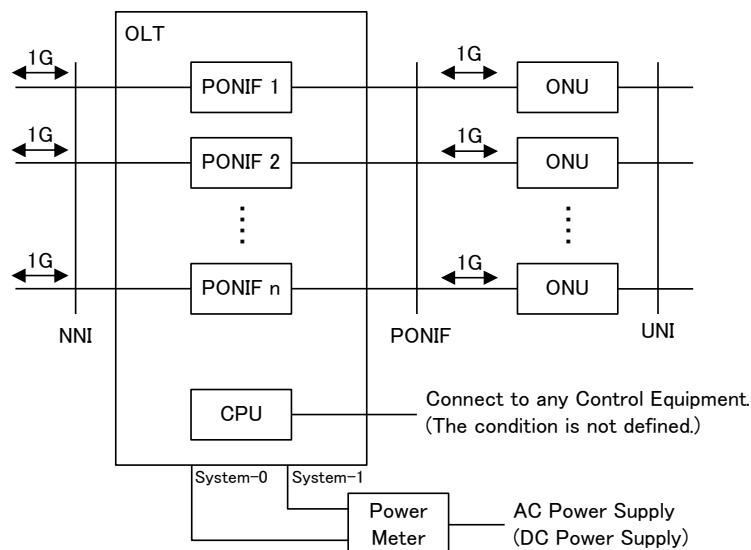 OLT
1G
PONIF 1
1G
ONU
1G
PONIF 2
1G
ONU
1G
PONIF n
1G
ONU
NNI
PONIF
UNI
CPU
Connect to any Control Equipment.
(The condition is not defined.)
System-0
System-1
Power
Meter
AC Power Supply
(DC Power Supply)